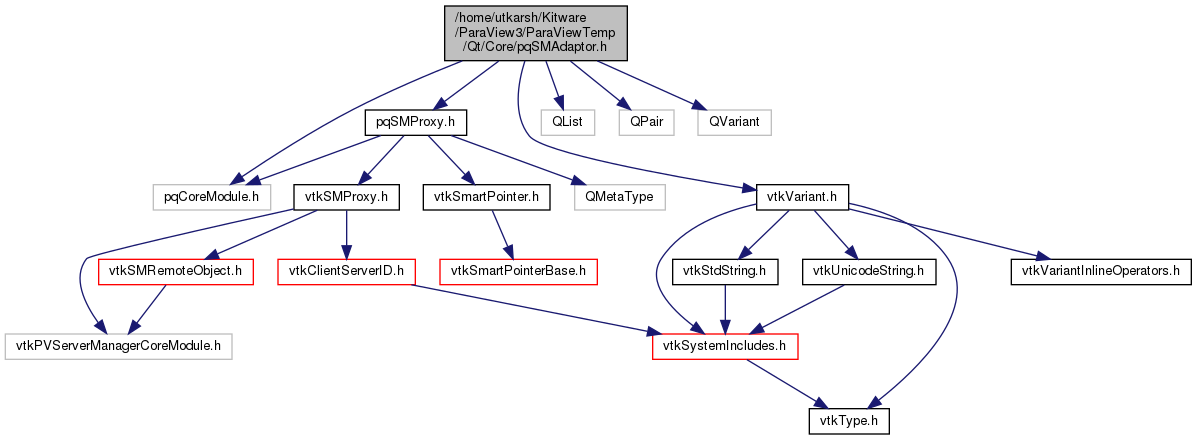 /home/utkarsh/Kitware
/ParaView3/ParaViewTemp
/Qt/Core/pqSMAdaptor.h
pqSMProxy.h
QList
QPair
QVariant
pqCoreModule.h
vtkSMProxy.h
vtkSmartPointer.h
QMetaType
vtkVariant.h
vtkSMRemoteObject.h
vtkClientServerID.h
vtkSmartPointerBase.h
vtkStdString.h
vtkUnicodeString.h
vtkVariantInlineOperators.h
vtkPVServerManagerCoreModule.h
vtkSystemIncludes.h
vtkType.h